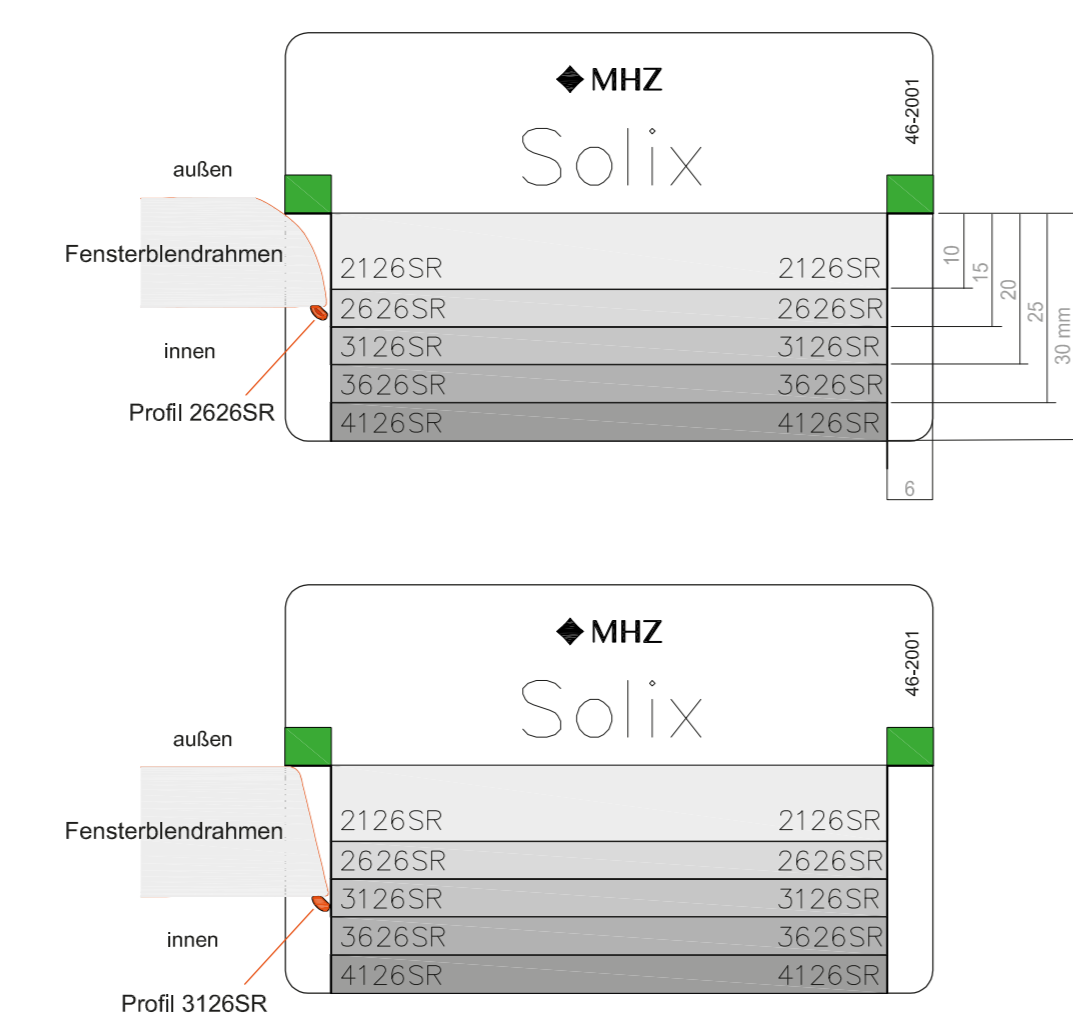 MHZ
46-2001
Solix
außen
Fensterblendrahmen
2126SR 2126SR
10
15
20
25
30 mm
2626SR 2626SR
innen
3126SR 3126SR
3626SR 3626SR
Profil 2626SR
4126SR 4126SR
6
MHZ
46-2001
Solix
außen
Fensterblendrahmen
2126SR 2126SR
2626SR 2626SR
3126SR 3126SR
innen
3626SR 3626SR
4126SR 4126SR
Profil 3126SR